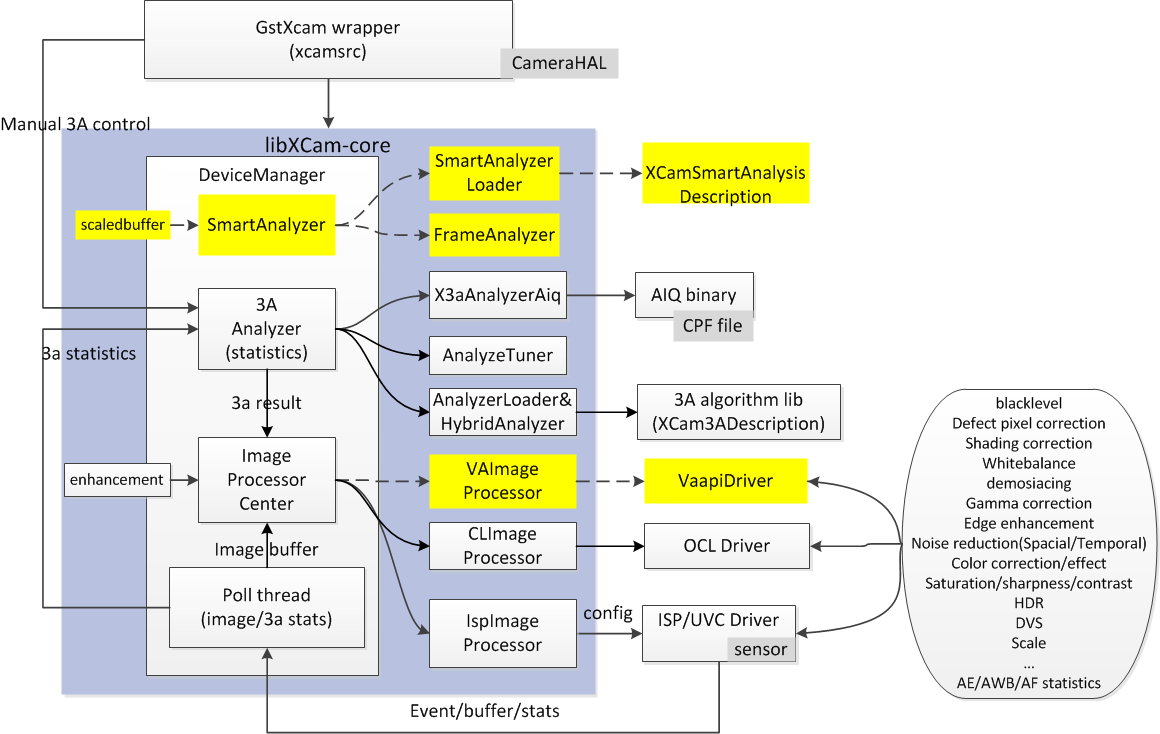 GstXcam wrapper
(xcamsrc)
CameraHAL
Manual 3A control
libXCam-core
DeviceManager
scaledbuffer
SmartAnalyzer
SmartAnalyzer
Loader
XCamSmartAnalysis
Description
FrameAnalyzer
3A
Analyzer
(statistics)
X3aAnalyzerAiq
AIQ binary
CPF file
3a statistics
AnalyzeTuner
3a result
AnalyzerLoader&
HybridAnalyzer
3A algorithm lib
(XCam3ADescription)
enhancement
Image
Processor
Center
VAImage
Processor
VaapiDriver
Image buffer
CLImage
Processor
OCL Driver
Poll thread
(image/3a stats)
IspImage
Processor
config
ISP/UVC Driver
sensor
Event/buffer/stats
blacklevel
Defect pixel correction
Shading correction
Whitebalance
demosiacing
Gamma correction
Edge enhancement
Noise reduction(Spacial/Temporal)
Color correction/effect
Saturation/sharpness/contrast
HDR
DVS
Scale
...
AE/AWB/AF statistics